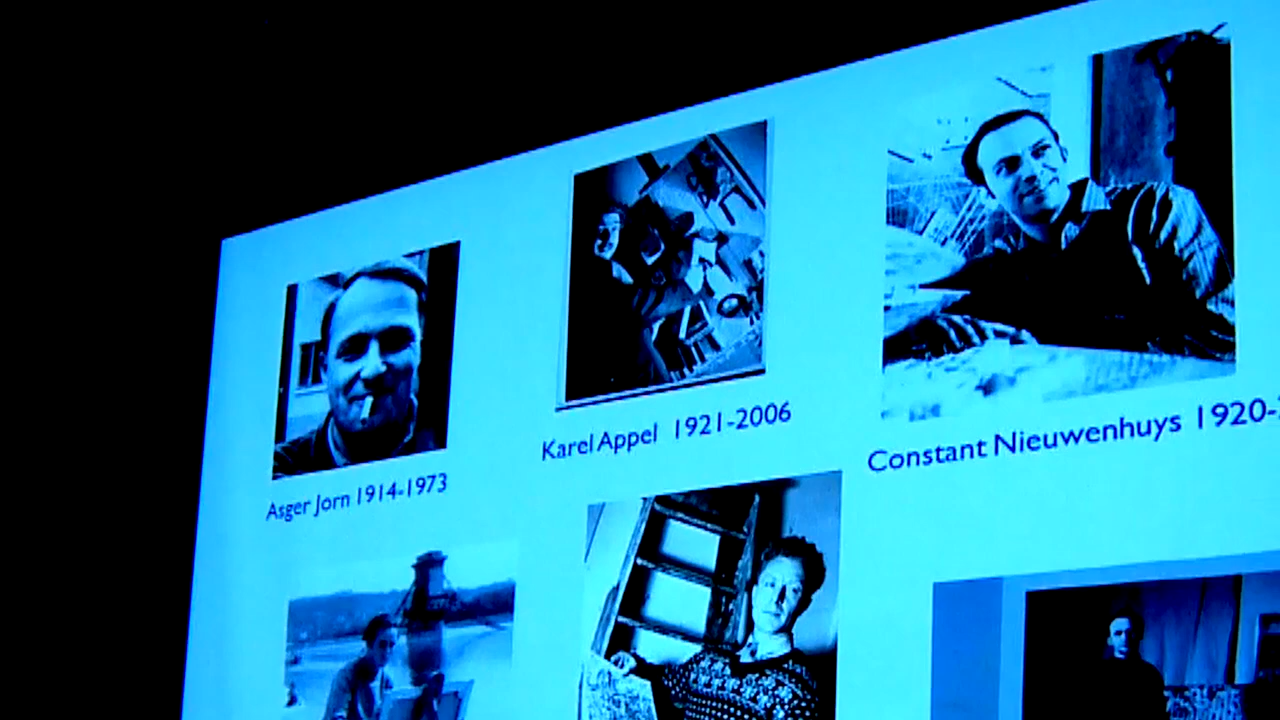 Karel Appel 1921-2006
Constant Nieuwenhuys 1920-
Asger Jorn 1914-1973